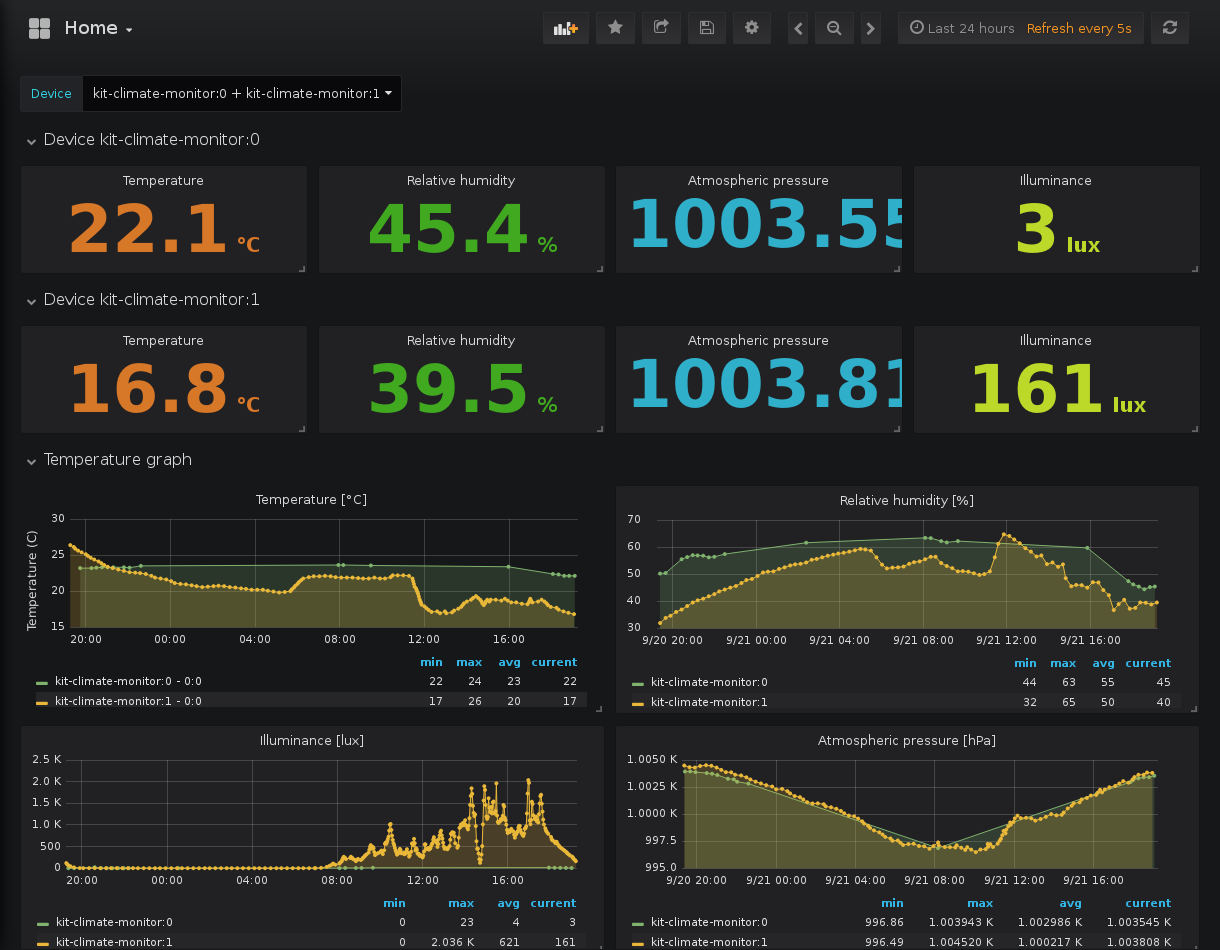 Home
Last 24 hours Refresh every 5s
Device kit-climate-monitor:0 + kit-climate-monitor:1
Device kit-climate-monitor:0
Temperature Relative humidity Atmospheric pressure Illuminance
22.1 °C 45.4 % 1003.55 3 lux
Device kit-climate-monitor:1
Temperature Relative humidity Atmospheric pressure Illuminance
16.8 °C 39.5 % 1003.81 161 lux
Temperature graph
Temperature [°C]
Temperature (C)
30
25
20
15
20:00 00:00 04:00 08:00 12:00 16:00
min max avg current
kit-climate-monitor:0 - 0:0 22 24 23 22
kit-climate-monitor:1 - 0:0 17 26 20 17
Relative humidity [%]
70
60
50
40
30
9/20 20:00 9/21 00:00 9/21 04:00 9/21 08:00 9/21 12:00 9/21 16:00
min max avg current
kit-climate-monitor:0 44 63 55 45
kit-climate-monitor:1 32 65 50 40
Illuminance [lux]
2.5 K
2.0 K
1.5 K
1.0 K
500
0
20:00 00:00 04:00 08:00 12:00 16:00
min max avg current
kit-climate-monitor:0 0 23 4 3
kit-climate-monitor:1 0 2.036 K 621 161
Atmospheric pressure [hPa]
1.0050 K
1.0025 K
1.0000 K
997.5
995.0
9/20 20:00 9/21 00:00 9/21 04:00 9/21 08:00 9/21 12:00 9/21 16:00
min max avg current
kit-climate-monitor:0 996.86 1.003943 K 1.002986 K 1.003545 K
kit-climate-monitor:1 996.49 1.004520 K 1.000217 K 1.003808 K